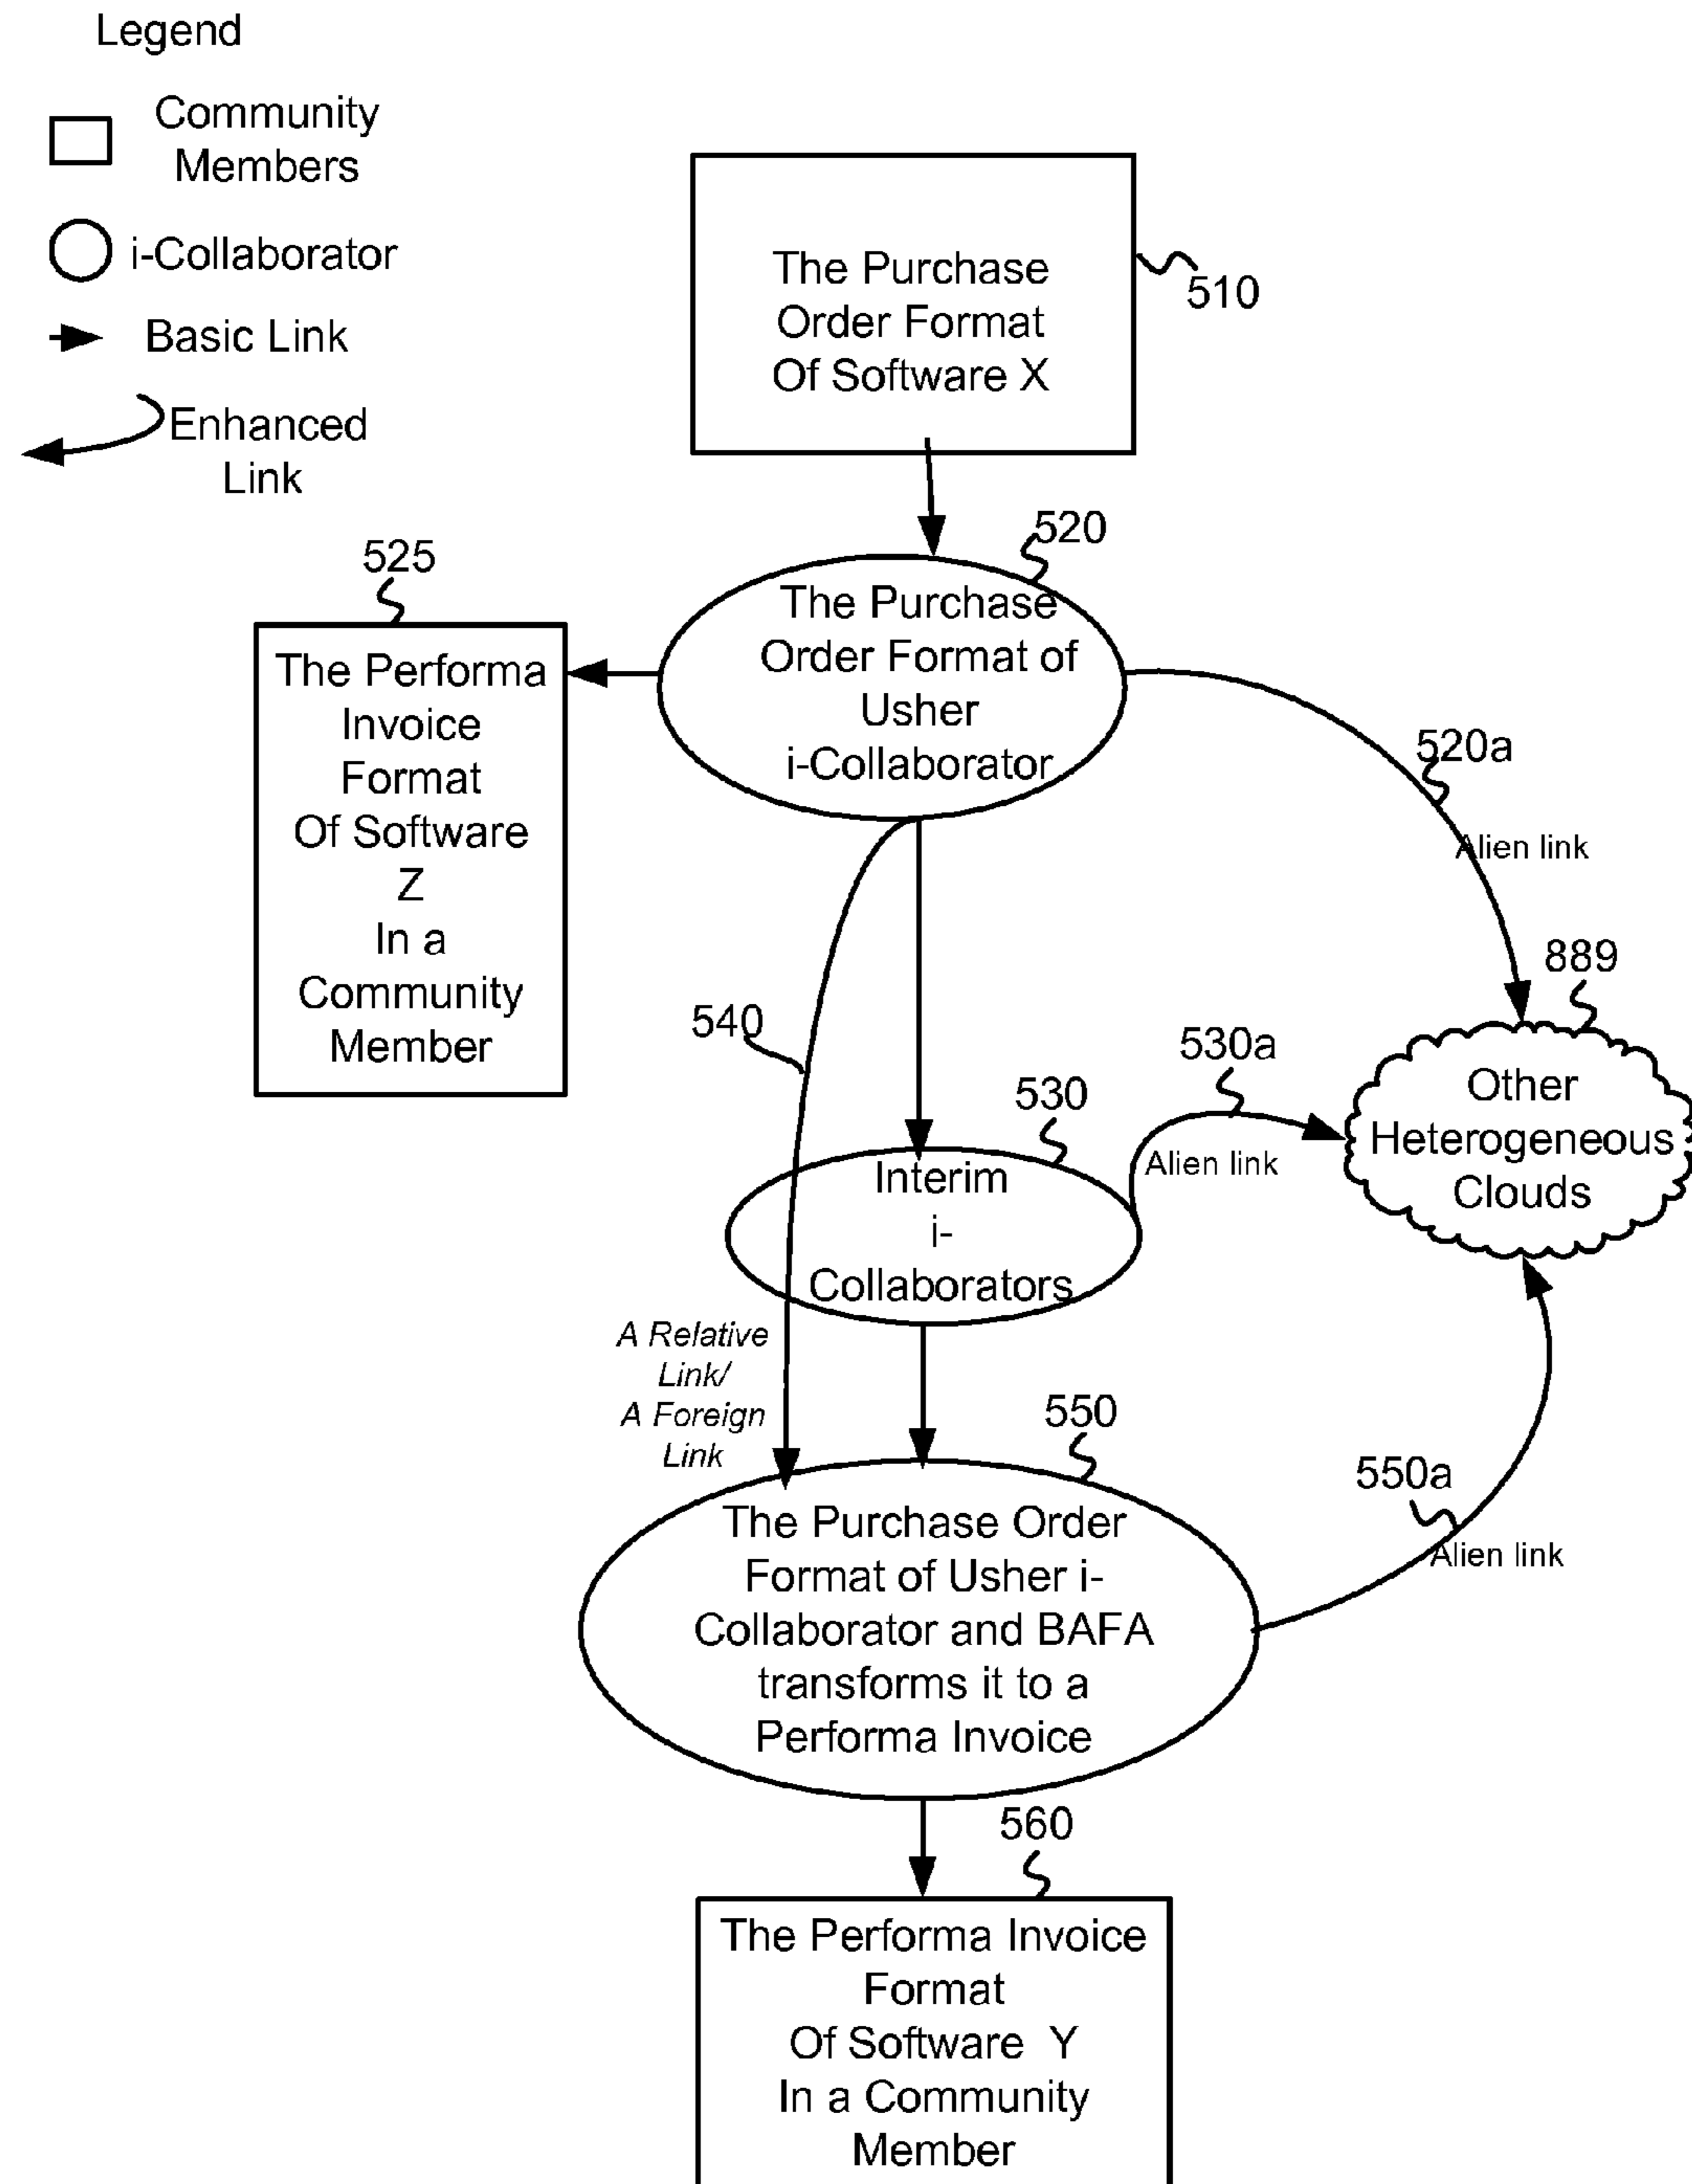 Legend
Community
Members
i-Collaborator
Basic Link
Enhanced
Link
The Purchase
Order Format
Of Software X
510
520
The Purchase
Order Format of
Usher
i-Collaborator
525
The Performa
Invoice
Format
Of Software
Z
In a
Community
Member
520a
Alien link
889
Other
Heterogeneous
Clouds
540
530a
Alien link
530
Interim
i-
Collaborators
A Relative
Link/
A Foreign
Link
550
550a
Alien link
The Purchase Order
Format of Usher i-
Collaborator and BAFA
transforms it to a
Performa Invoice
560
The Performa Invoice
Format
Of Software Y
In a Community
Member